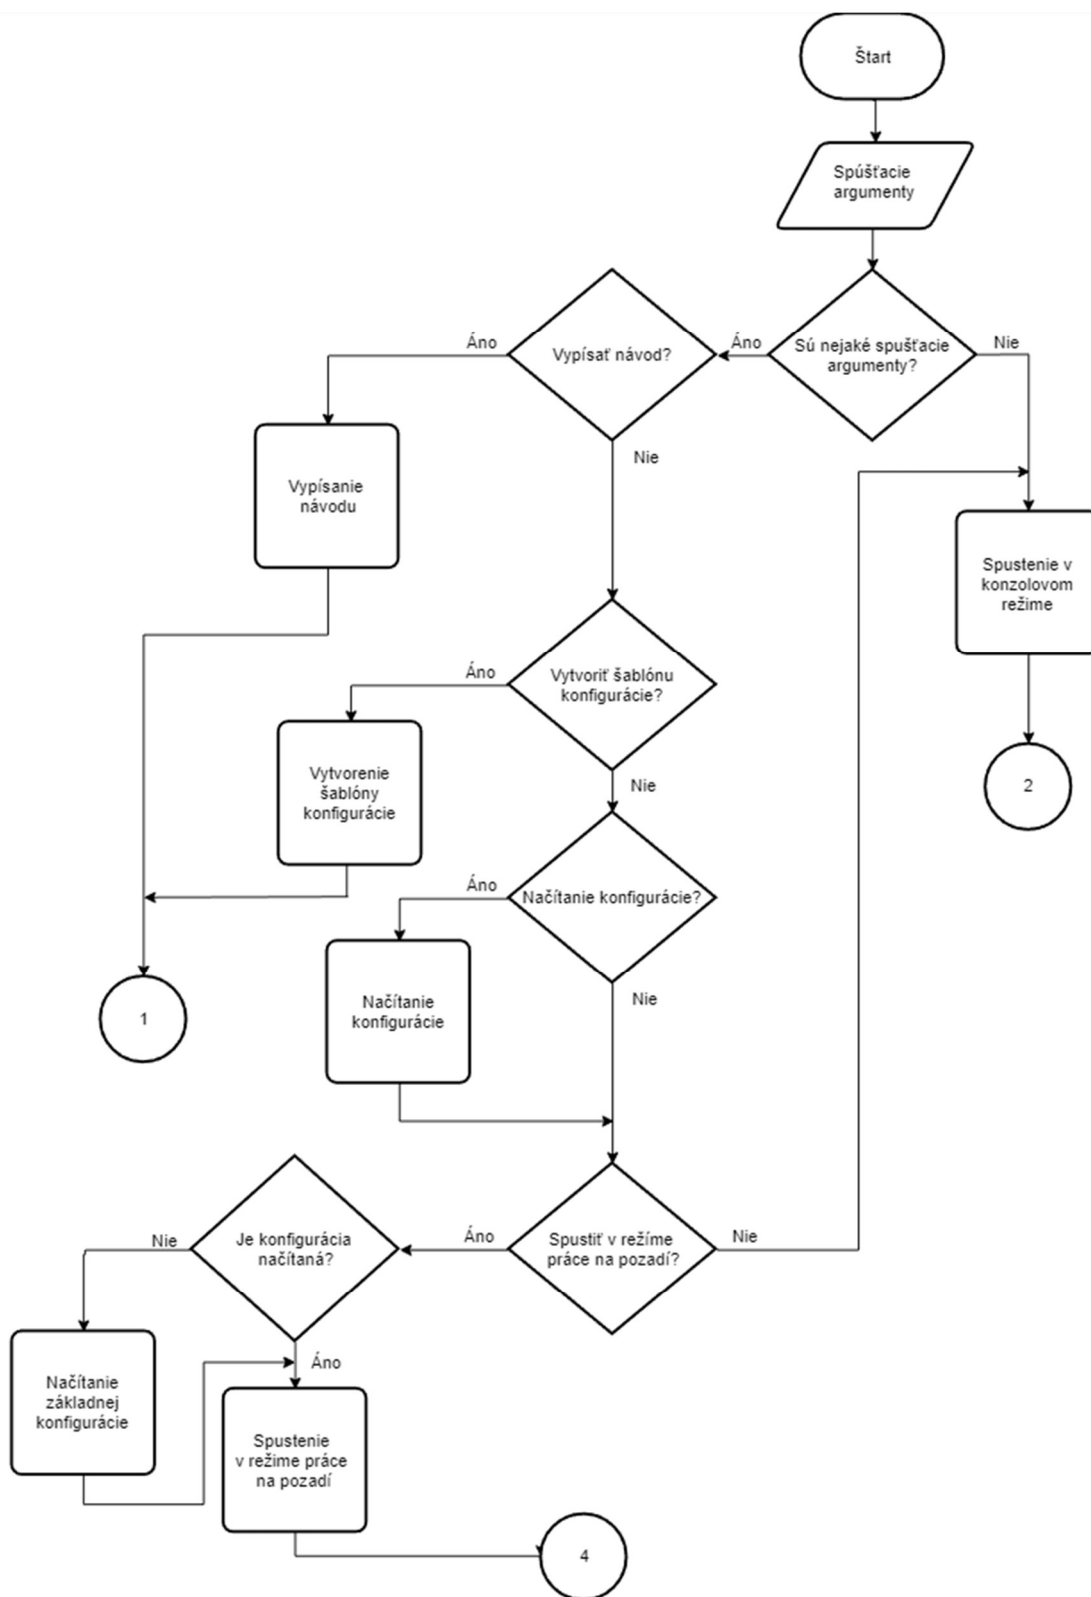 Štart
Spúšťacie
argumenty
Sú nejaké spušťacie
argumenty?
Áno
Nie
Vypísať návod?
Áno
Nie
Vypísanie
návodu
Spustenie v
konzolovom
režime
2
Vytvoriť šablónu
konfigurácie?
Áno
Nie
Vytvorenie
šablóny
konfigurácie
Načítanie konfigurácie?
Áno
Nie
Načítanie
konfigurácie
1
Spustiť v režíme
práce na pozadí?
Áno
Nie
Je konfigurácia
načítaná?
Nie
Áno
Načítanie
základnej
konfigurácie
Spustenie
v režime práce
na pozadí
4